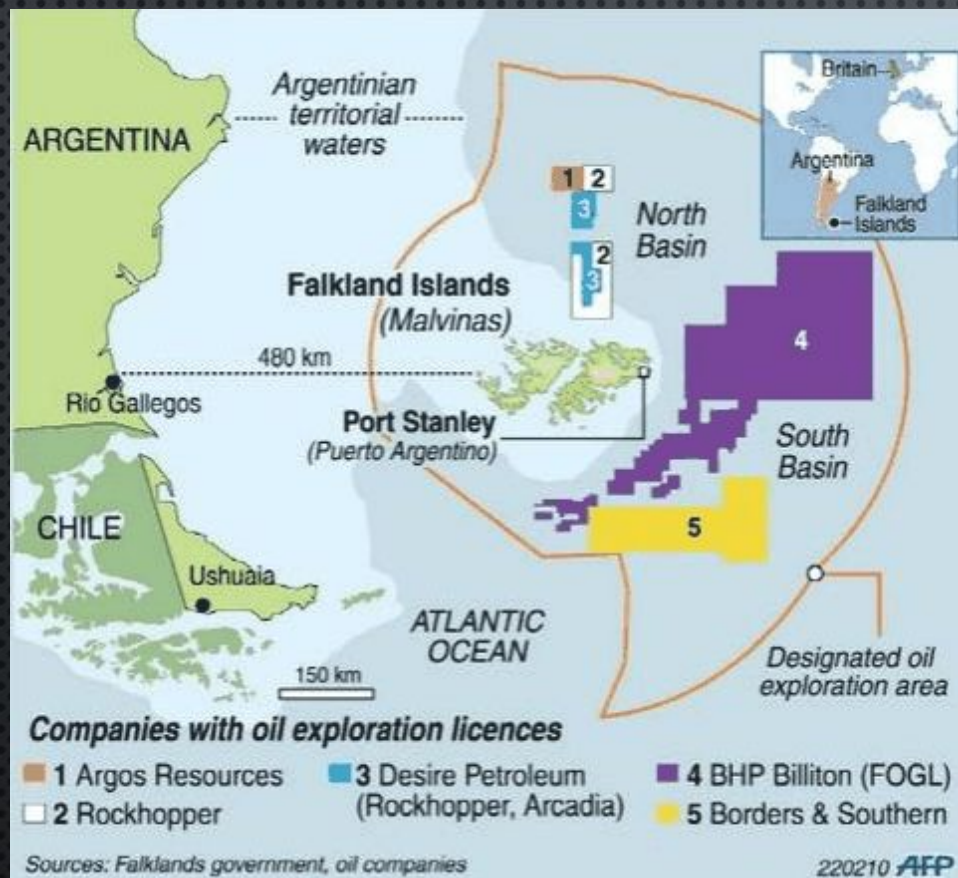 Argentinian
territorial
waters
ARGENTINA
Britain
Argentina
Falkland
Islands
1
2
3
North
Basin
2
3
Falkland Islands
(Malvinas)
4
480 km
Rio Gallegos
Port Stanley
(Puerto Argentino)
South
Basin
5
CHILE
Ushuaia
ATLANTIC
OCEAN
150 km
Designated oil
exploration area
Companies with oil exploration licences
1 Argos Resources
2 Rockhopper
3 Desire Petroleum
(Rockhopper, Arcadia)
4 BHP Billiton (FOGL)
5 Borders & Southern
Sources: Falklands government, oil companies
220210 AFP